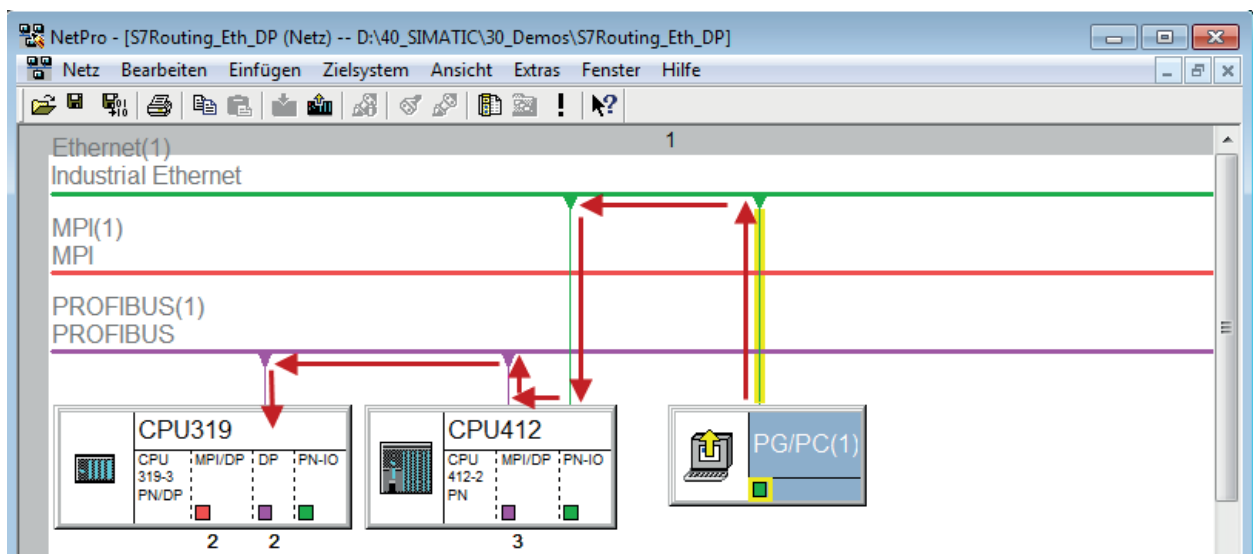 NetPro - [S7Routing_Eth_DP (Netz) -- D:\40_SIMATIC\30_Demos\S7Routing_Eth_DP]
Netz Bearbeiten Einfügen Zielsystem Ansicht Extras Fenster Hilfe
1
Ethernet(1)
Industrial Ethernet
MPI(1)
MPI
PROFIBUS(1)
PROFIBUS
CPU319
CPU 319-3 PN/DP
MPI/DP
DP
PN-IO
2 2
CPU412
CPU 412-2 PN
MPI/DP
PN-IO
3
PG/PC(1)